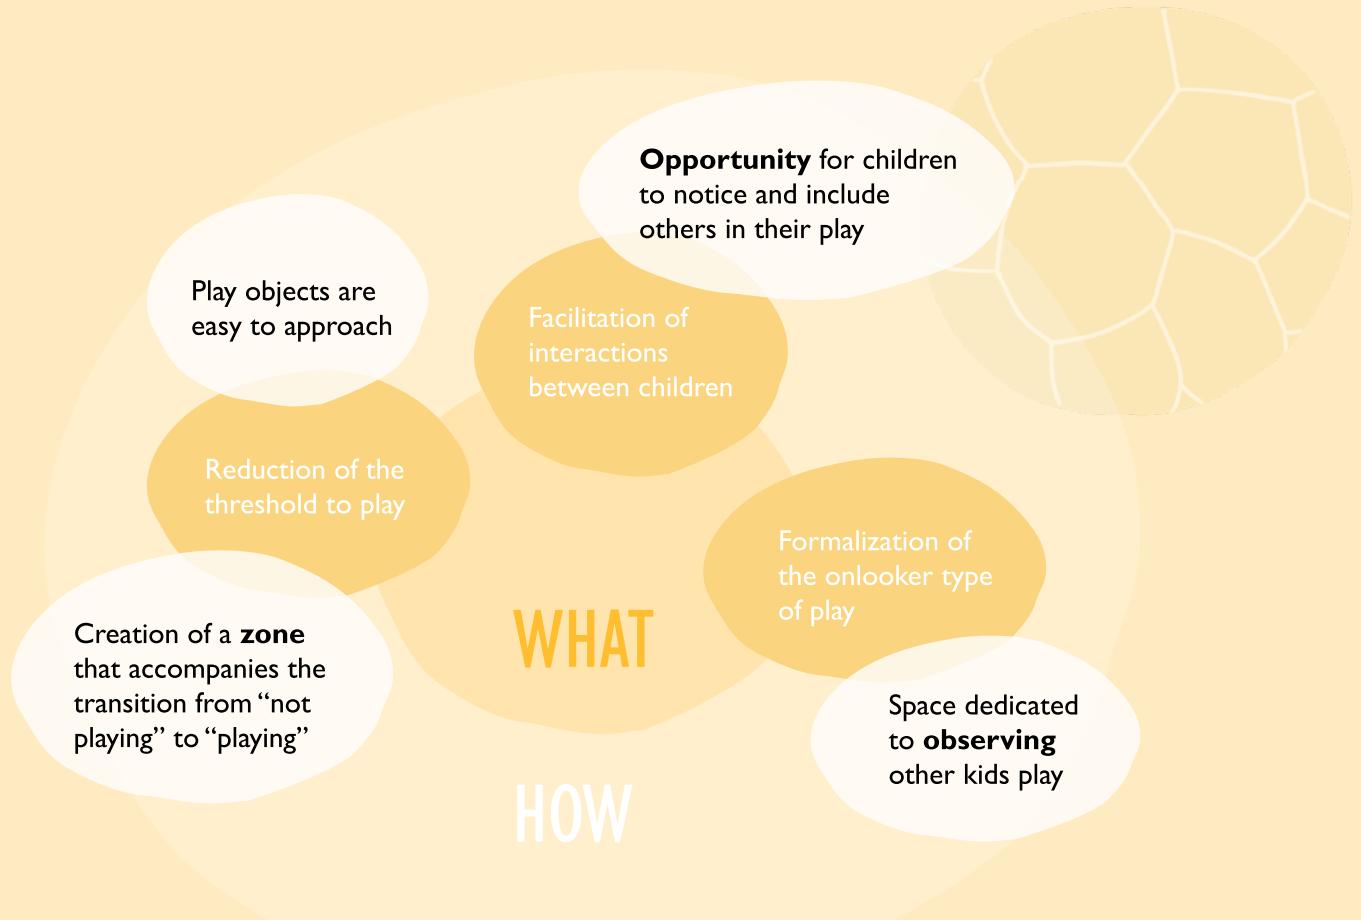 Opportunity for children
to notice and include
others in their play
Play objects are
easy to approach
Facilitation of
interactions
between children
Reduction of the
threshold to play
Formalization of
the onlooker type
of play
Creation of a zone
that accompanies the
transition from “not
playing” to “playing”
WHAT
Space dedicated
to observing
other kids play
HOW